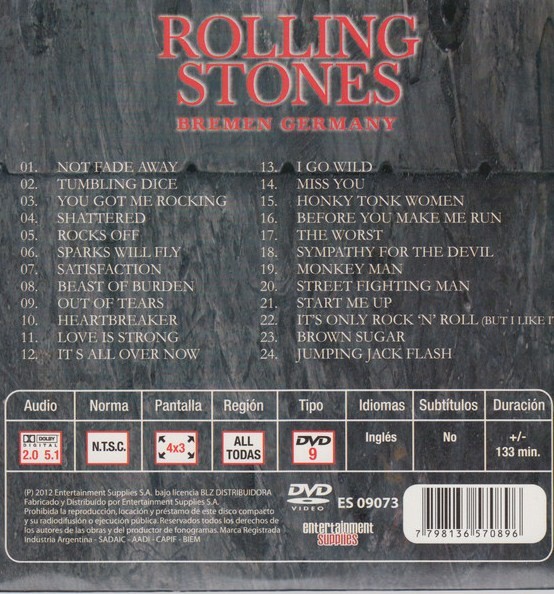 ROLLING
STONES
BREMEN GERMANY
01. NOT FADE AWAY
02. TUMBLING DICE
03. YOU GOT ME ROCKING
04. SHATTERED
05. ROCKS OFF
06. SPARKS WILL FLY
07. SATISFACTION
08. BEAST OF BURDEN
09. OUT OF TEARS
10. HEARTBREAKER
11. LOVE IS STRONG
12. IT S ALL OVER NOW
13. I GO WILD
14. MISS YOU
15. HONKY TONK WOMEN
16. BEFORE YOU MAKE ME RUN
17. THE WORST
18. SYMPATHY FOR THE DEVIL
19. MONKEY MAN
20. STREET FIGHTING MAN
21. START ME UP
22. IT'S ONLY ROCK 'N' ROLL (BUT I LIKE I
23. BROWN SUGAR
24. JUMPING JACK FLASH
Audio Norma Pantalla Región Tipo Idiomas Subtítulos Duración
DOLBY
DIGITAL
2.0 5.1
N.T.S.C.
4x3
ALL
TODAS
DVD
9
Inglés
No
+/-
133 min.
(P) 2012 Entertainment Supplies S.A. bajo licencia BLZ DISTRIBUIDORA
Fabricado y Distribuído por Entertainment Supplies S.A.
Prohibida la reproducción, locación y préstamo de este disco compacto
y su radiodifusión o ejecución pública. Reservados todos los derechos de
los autores de las obras y del productor de fonogramas. Marca Registrada
Indústria Argentina - SADAIC - AADI - CAPIF - BIEM
DVD
VIDEO
ES 09073
entertainment
supplies
7 798136 570896